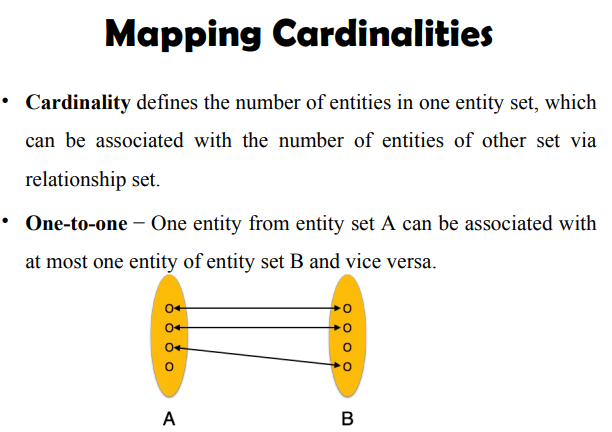 Mapping Cardinalities
• Cardinality defines the number of entities in one entity set, which
can be associated with the number of entities of other set via
relationship set.
• One-to-one − One entity from entity set A can be associated with
at most one entity of entity set B and vice versa.
A B